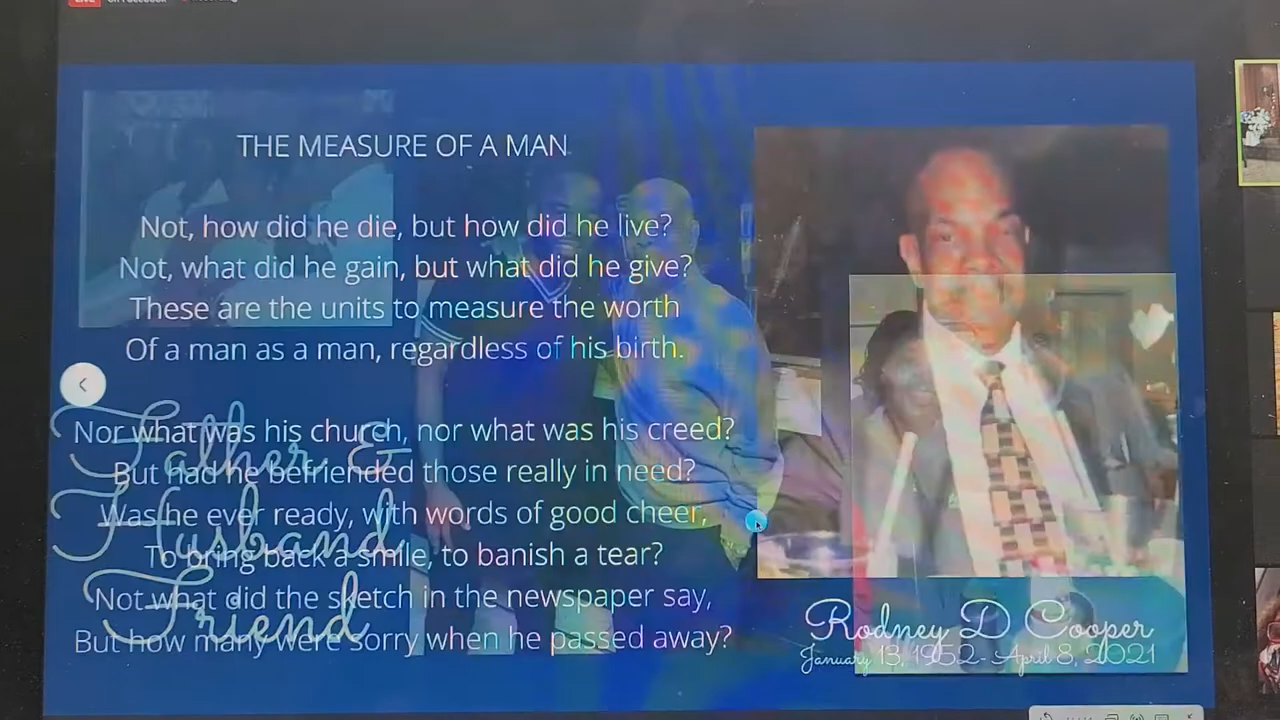 LIVE
THE MEASURE OF A MAN
Not, how did he die, but how did he live?
Not, what did he gain, but what did he give?
These are the units to measure the worth
Of a man as a man, regardless of his birth.
Nor what was his church, nor what was his creed?
But had he befriended those really in need?
Was he ever ready, with words of good cheer,
To bring back a smile, to banish a tear?
Not what did the sketch in the newspaper say,
But how many were sorry when he passed away?
Father &
Husband
Friend
Rodney D Cooper
January 13, 1952- April 8, 2021